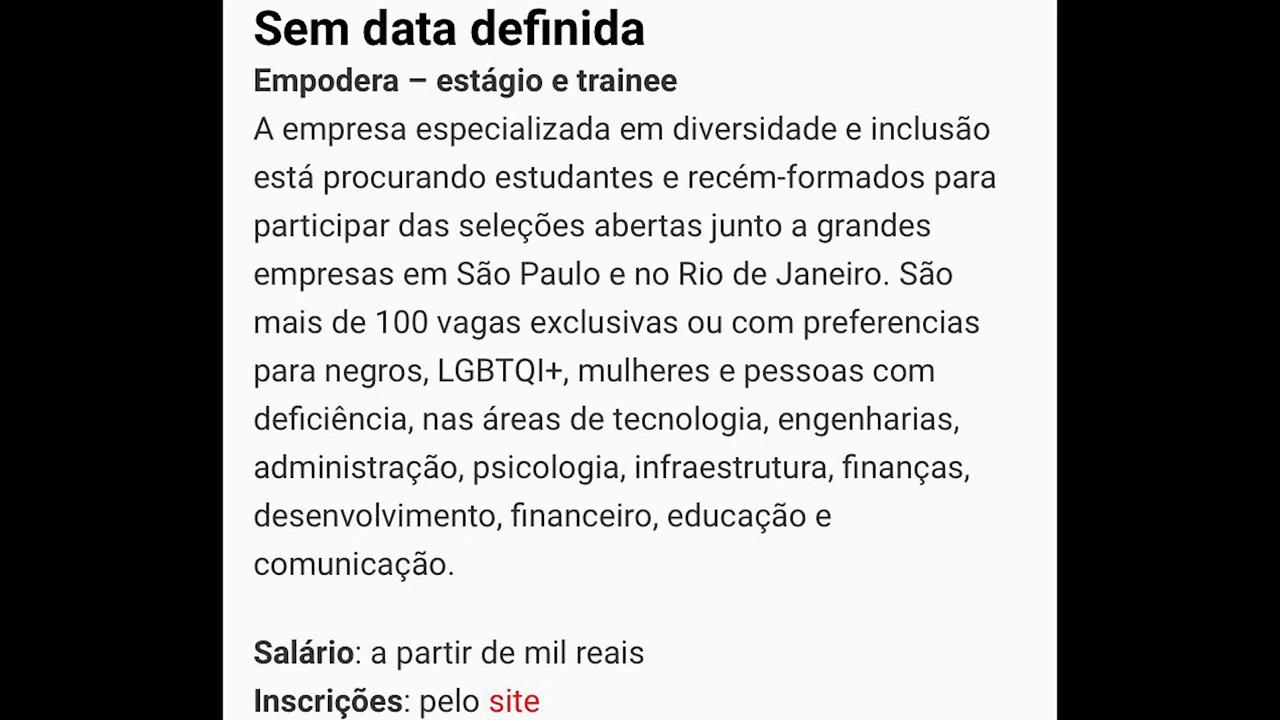 Sem data definida
Empodera – estágio e trainee
A empresa especializada em diversidade e inclusão
está procurando estudantes e recém-formados para
participar das seleções abertas junto a grandes
empresas em São Paulo e no Rio de Janeiro. São
mais de 100 vagas exclusivas ou com preferencias
para negros, LGBTQI+, mulheres e pessoas com
deficiência, nas áreas de tecnologia, engenharias,
administração, psicologia, infraestrutura, finanças,
desenvolvimento, financeiro, educação e
comunicação.
Salário: a partir de mil reais
Inscrições: pelo site